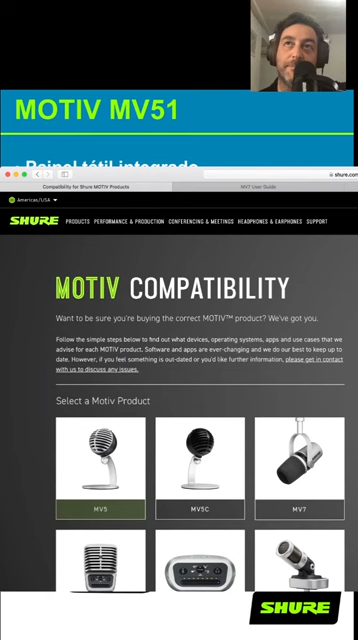 MOTIV MV51
• Painel tátil integrado
shure.com
Compatibility for Shure MOTIV Products
MV7 User Guide
Americas/USA
SHURE
PRODUCTS PERFORMANCE & PRODUCTION CONFERENCING & MEETINGS HEADPHONES & EARPHONES SUPPORT
MOTIV COMPATIBILITY
Want to be sure you're buying the correct MOTIV™ product? We've got you.
Follow the simple steps below to find out what devices, operating systems, apps and use cases that we
advise for each MOTIV product. Software and apps are ever-changing and we do our best to keep up to
date. However, if you feel something is out-dated or you'd like further information, please get in contact
with us to discuss any issues.
Select a Motiv Product
MV5
MV5C
MV7
SHURE